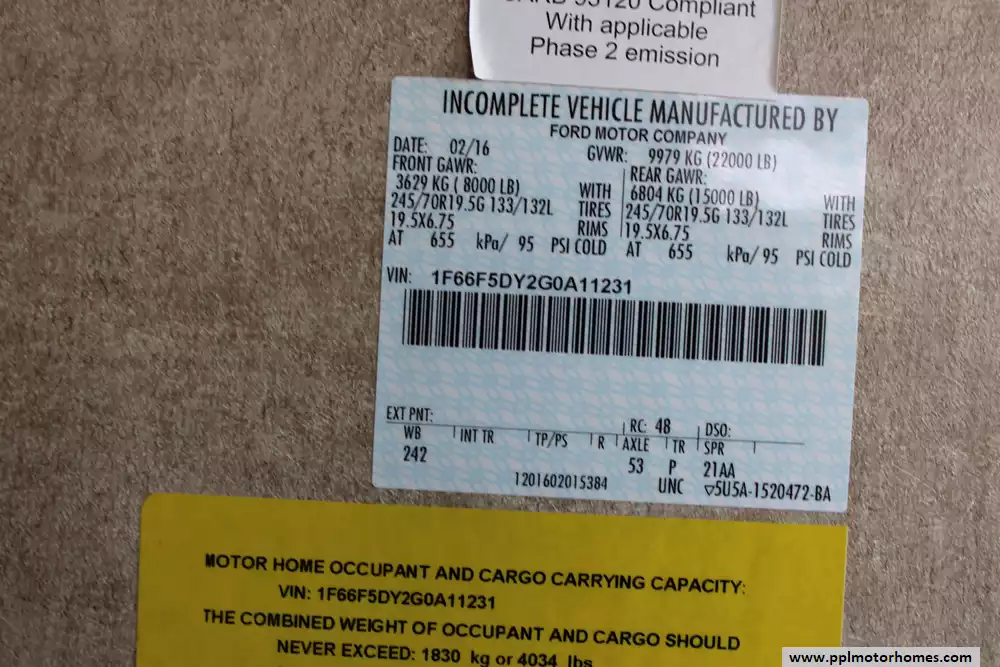 93120 Compliant
With applicable
Phase 2 emission
INCOMPLETE VEHICLE MANUFACTURED BY
FORD MOTOR COMPANY
DATE: 02/16 GVWR: 9979 KG (22000 LB)
FRONT GAWR: REAR GAWR:
3629 KG ( 8000 LB) WITH 6804 KG (15000 LB) WITH
245/70R19.5G 133/132L TIRES 245/70R19.5G 133/132L TIRES
19.5X6.75 RIMS 19.5X6.75 RIMS
AT 655 kPa/ 95 PSI COLD AT 655 kPa/ 95 PSI COLD
VIN: 1F66F5DY2G0A11231
EXT PNT: RC: 48 DSO:
WB INT TR TP/PS R AXLE TR SPR
242 53 P 21AA
1201602015384 UNC ▽5U5A-1520472-BA
MOTOR HOME OCCUPANT AND CARGO CARRYING CAPACITY:
VIN: 1F66F5DY2G0A11231
THE COMBINED WEIGHT OF OCCUPANT AND CARGO SHOULD
NEVER EXCEED: 1830 kg or 4034 lbs
www.pplmotorhomes.com